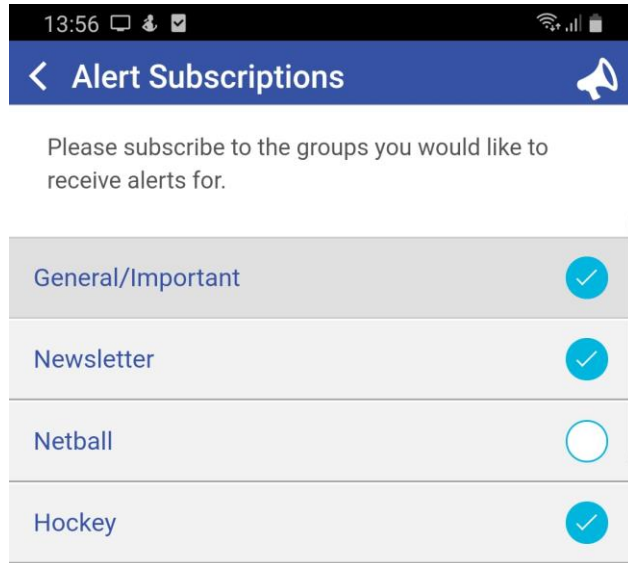 13:56
Alert Subscriptions
Please subscribe to the groups you would like to
receive alerts for.
General/Important
Newsletter
Netball
Hockey